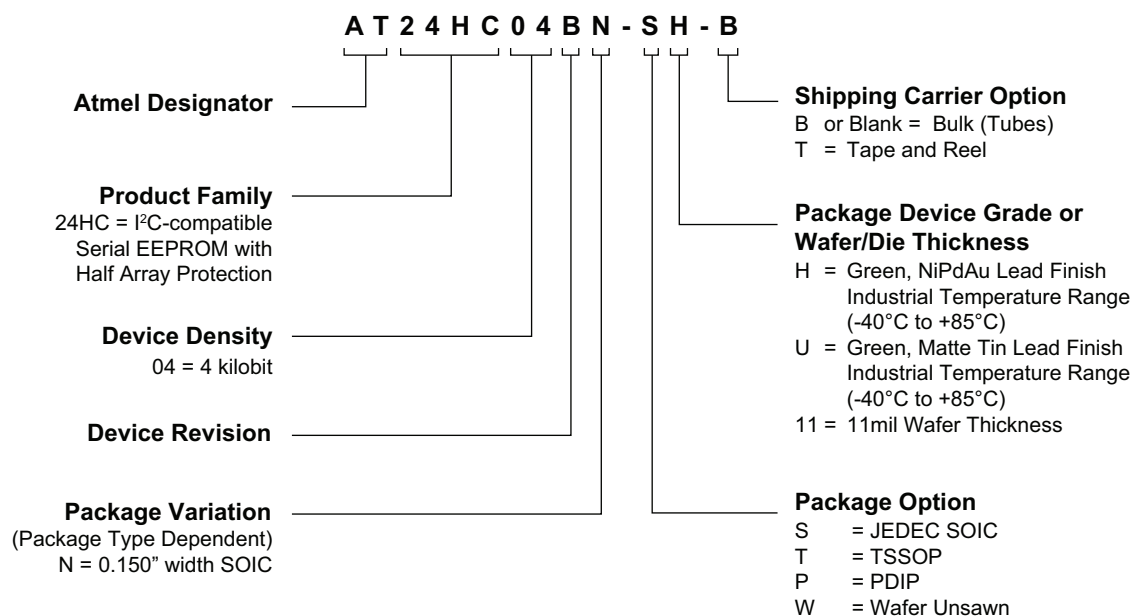 AT24HC04BN-SH-B
Atmel Designator
Product Family
24HC = I²C-compatible
Serial EEPROM with
Half Array Protection
Device Density
04 = 4 kilobit
Device Revision
Package Variation
(Package Type Dependent)
N = 0.150” width SOIC
Shipping Carrier Option
B or Blank = Bulk (Tubes)
T = Tape and Reel
Package Device Grade or
Wafer/Die Thickness
H = Green, NiPdAu Lead Finish
Industrial Temperature Range
(-40°C to +85°C)
U = Green, Matte Tin Lead Finish
Industrial Temperature Range
(-40°C to +85°C)
11 = 11mil Wafer Thickness
Package Option
S = JEDEC SOIC
T = TSSOP
P = PDIP
W = Wafer Unsawn